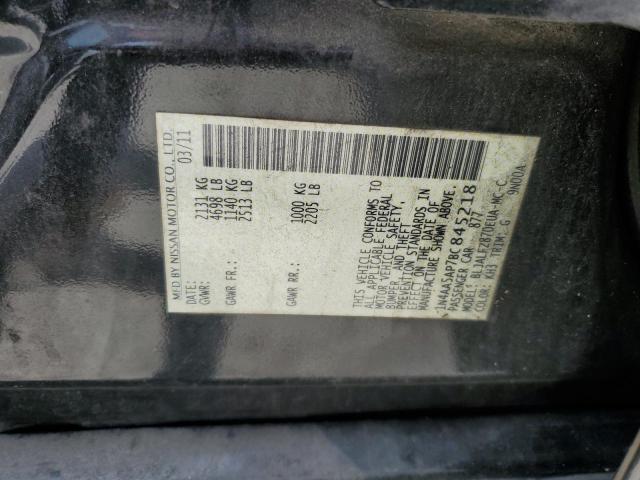 MFD BY NISSAN MOTOR CO., LTD.
DATE: 03/11
GVWR: 2131 KG
4698 LB
GAWR FR: 1140 KG
2513 LB
GAWR RR: 1000 KG
2205 LB
THIS VEHICLE CONFORMS TO
ALL APPLICABLE FEDERAL
MOTOR VEHICLE SAFETY,
BUMPER, AND THEFT
PREVENTION STANDARDS IN
EFFECT ON THE DATE OF
MANUFACTURE SHOWN ABOVE.
1N4AA5AP7BC845218
PASSENGER CAR 877
MODEL: BLJALFZ870EUA-MC-C
COLOR: KH3 TRIM: G 9N00A